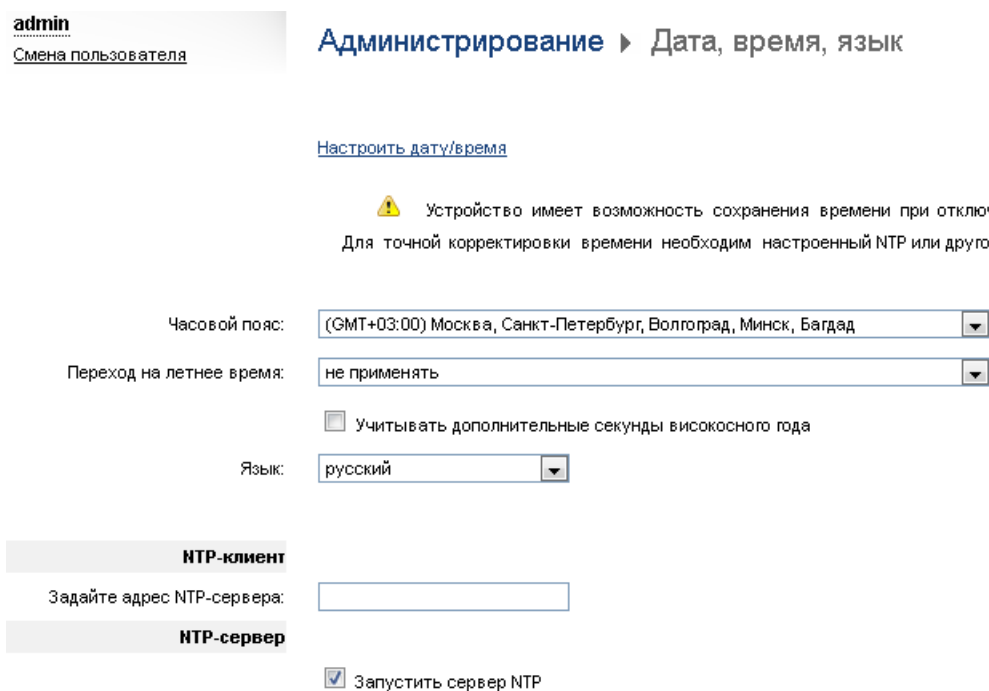 admin
Смена пользователя
Администрирование ▸ Дата, время, язык
Настроить дату/время
Устройство имеет возможность сохранения времени при отклю
Для точной корректировки времени необходим настроенный NTP или друго
Часовой пояс: (GMT+03:00) Москва, Санкт-Петербург, Волгоград, Минск, Багдад
Переход на летнее время: не применять
Учитывать дополнительные секунды високосного года
Язык: русский
NTP-клиент
Задайте адрес NTP-сервера:
NTP-сервер
Запустить сервер NTP